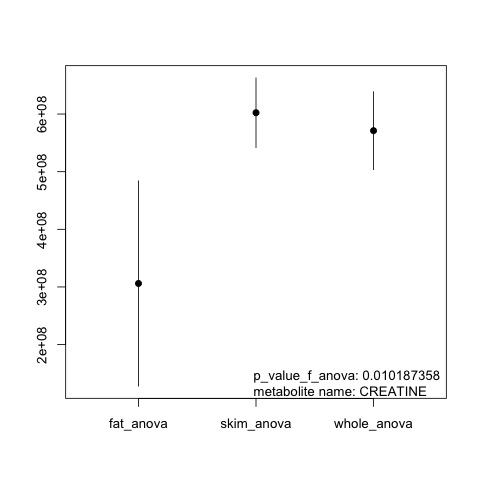 6e+08
5e+08
4e+08
3e+08
2e+08
p_value_f_anova: 0.010187358
metabolite name: CREATINE
fat_anova skim_anova whole_anova